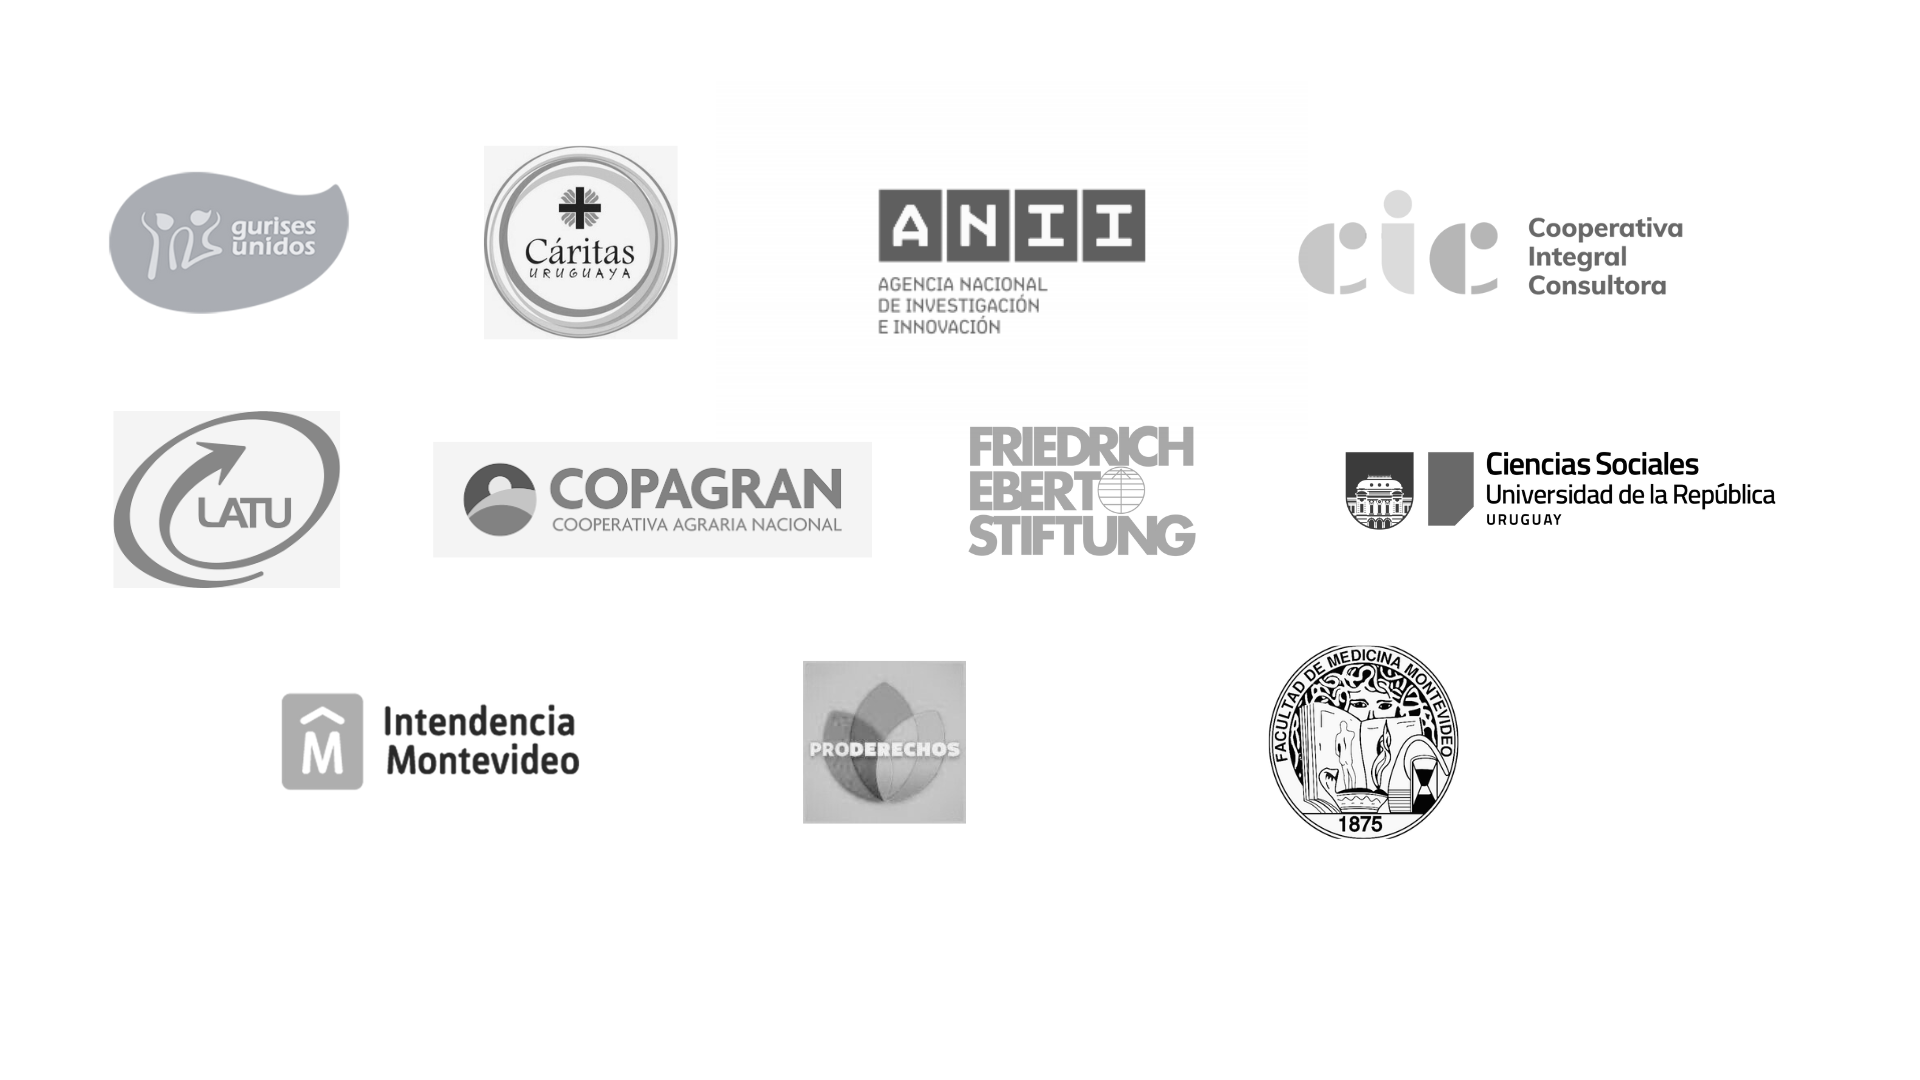 gurises
unidos
Cáritas
URUGUAYA
ANII
AGENCIA NACIONAL
DE INVESTIGACIÓN
E INNOVACIÓN
cic
Cooperativa
Integral
Consultora
LATU
COPAGRAN
COOPERATIVA AGRARIA NACIONAL
FRIEDRICH
EBERT
STIFTUNG
Ciencias Sociales
Universidad de la República
URUGUAY
M
Intendencia
Montevideo
PRODERECHOS
FACULTAD DE MEDICINA MONTEVIDEO
1875